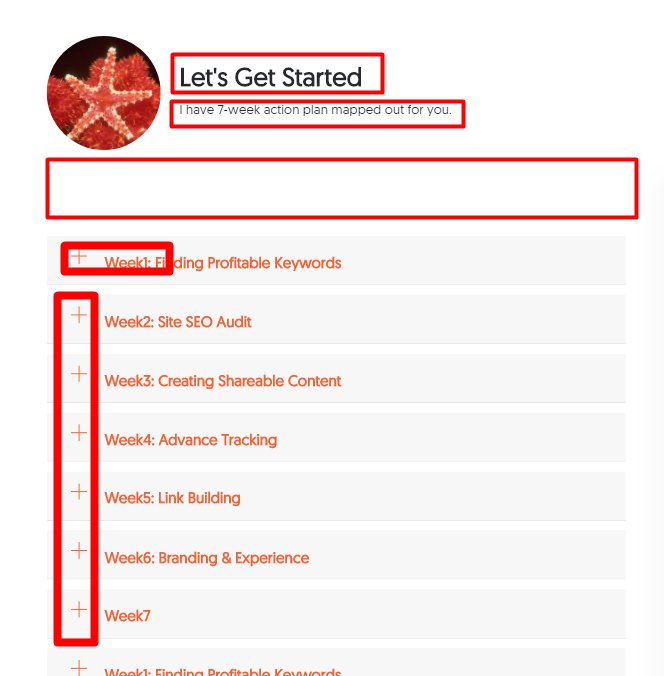 Let's Get Started
I have 7-week action plan mapped out for you.
Week1: Finding Profitable Keywords
Week2: Site SEO Audit
Week3: Creating Shareable Content
Week4: Advance Tracking
Week5: Link Building
Week6: Branding & Experience
Week7
Week1: Finding Profitable Keywords